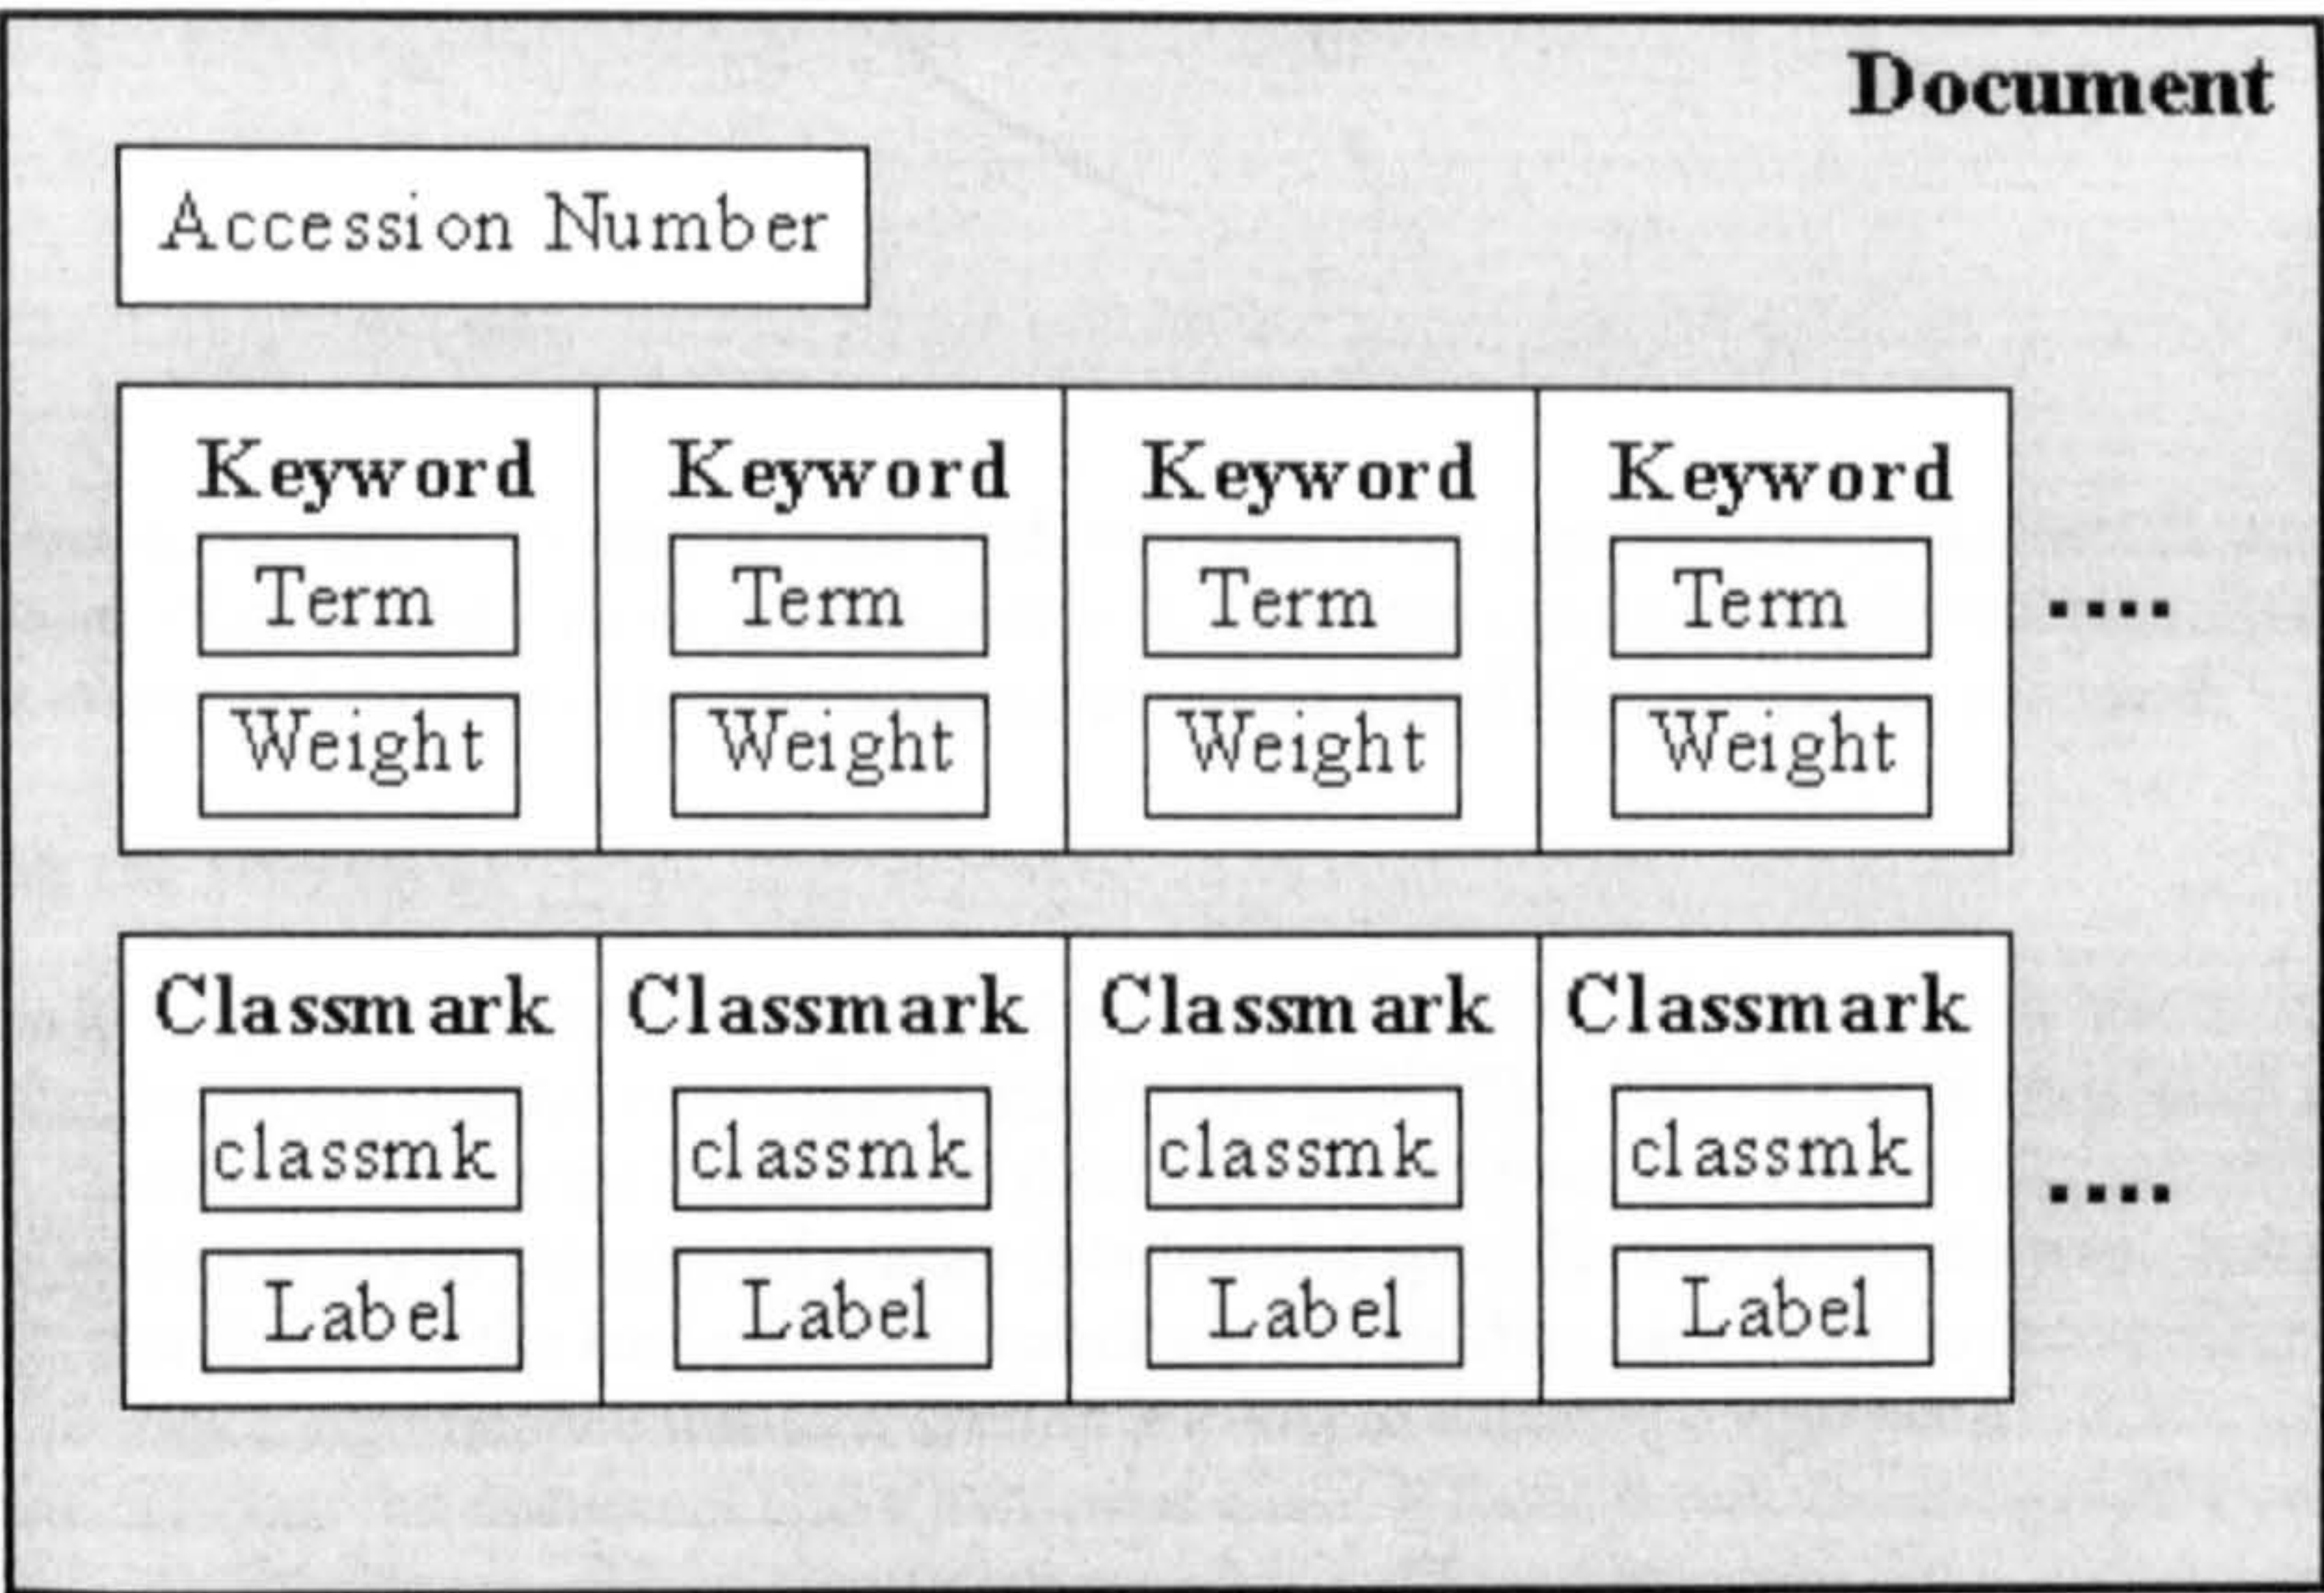 Document
Accession Number
Keyword Keyword Keyword Keyword
Term Term Term Term ....
Weight Weight Weight Weight
Classmark Classmark Classmark Classmark
classmk classmk classmk classmk ....
Label Label Label Label